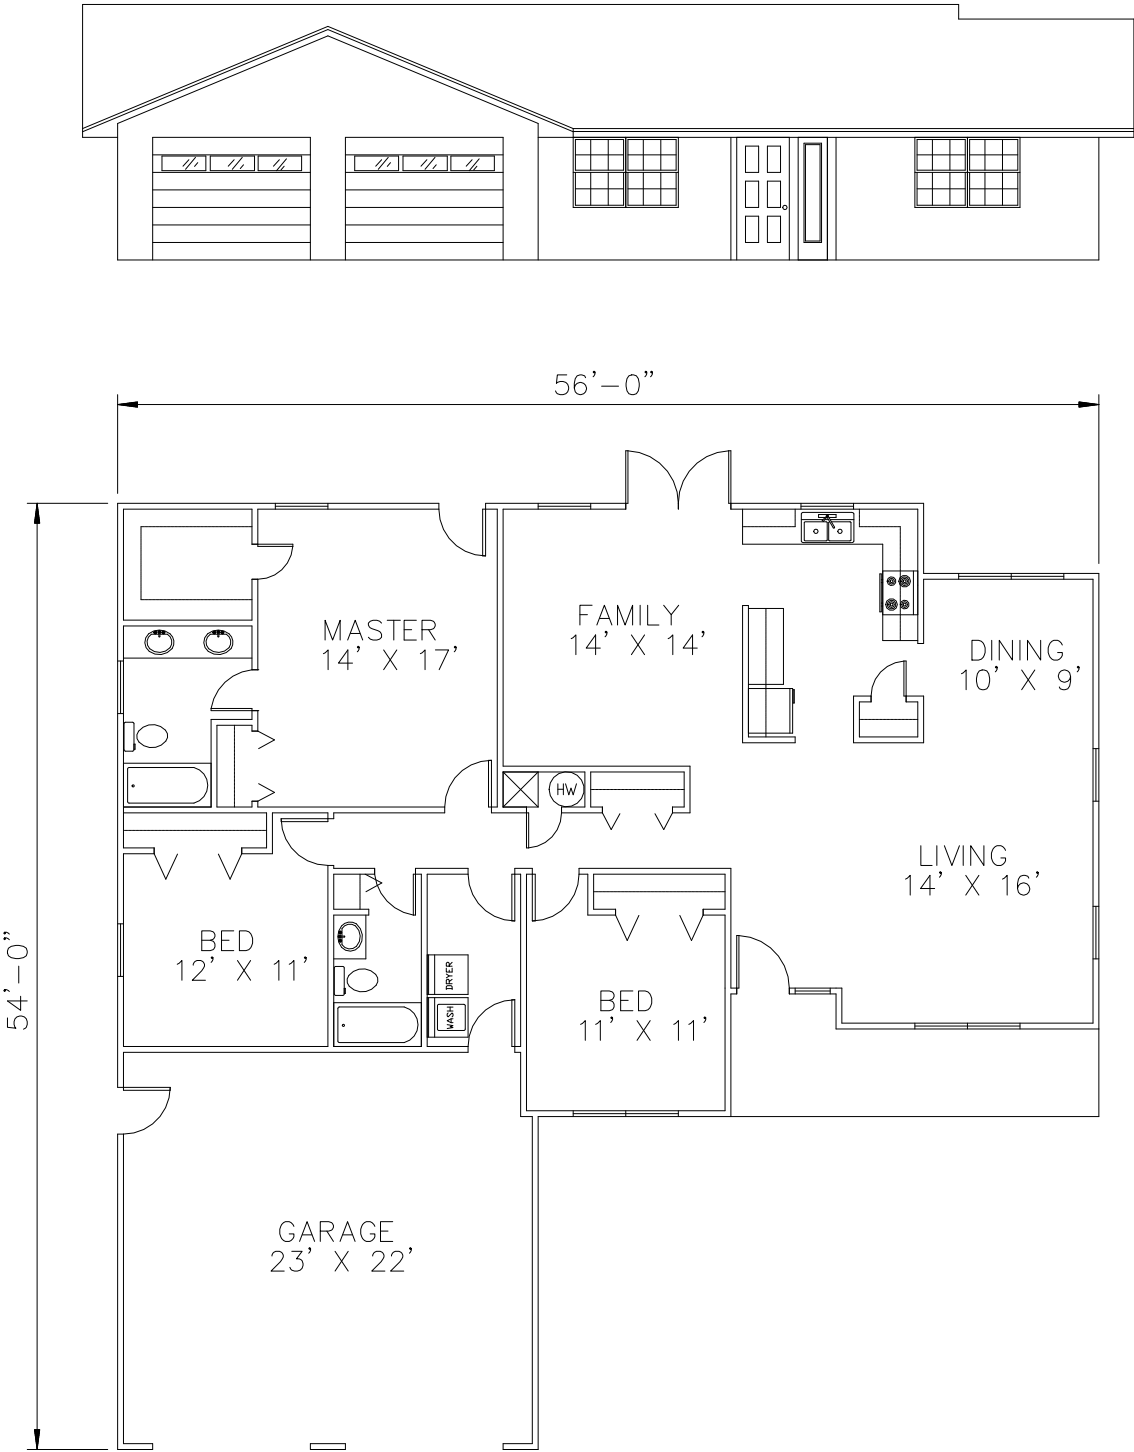 56'-0"
MASTER
14' X 17'
FAMILY
14' X 14'
DINING
10' X 9'
HW
LIVING
14' X 16'
BED
12' X 11'
DRYER
WASH
BED
11' X 11'
54'-0"
GARAGE
23' X 22'